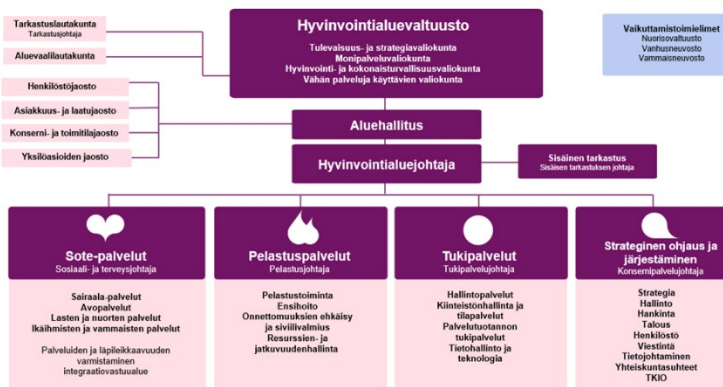 Tarkastuslautakunta
Tarkastusjohtaja
Aluevaalilautakunta
Hyvinvointialuevaltuusto
Tulevaisuus- ja strategiavaliokunta
Monipalveluvaliokunta
Hyvinvointi- ja kokonaisturvallisuusvaliokunta
Vähän palveluja käyttävien valiokunta
Vaikuttamistoimielimet
Nuorisovaltuusto
Vanhusneuvosto
Vammaisneuvosto
Henkilöstöjaosto
Asiakkuus- ja laatujaosto
Konserni- ja toimitilajaosto
Yksilöasioiden jaosto
Aluehallitus
Hyvinvointialuejohtaja
Sisäinen tarkastus
Sisäisen tarkastuksen johtaja
Sote-palvelut
Sosiaali- ja terveysjohtaja
Sairaala-palvelut
Avopalvelut
Lasten ja nuorten palvelut
Ikäihmisten ja vammaisten palvelut
Palveluiden ja läpileikkaavuuden
varmistaminen
integraatiovastuualue
Pelastuspalvelut
Pelastusjohtaja
Pelastustoiminta
Ensihoito
Onnettomuuksien ehkäisy
ja siviilivalmius
Resurssien- ja
jatkuvuudenhallinta
Tukipalvelut
Tukipalvelujohtaja
Hallintopalvelut
Kiinteistönhallinta ja
tilapalvelut
Palvelutuotannon
tukipalvelut
Tietohallinto ja
teknologia
Strateginen ohjaus ja
järjestäminen
Konsernipalvelujohtaja
Strategia
Hallinto
Hankinta
Talous
Henkilöstö
Viestintä
Tietojohtaminen
Yhteiskuntasuhteet
TKIO